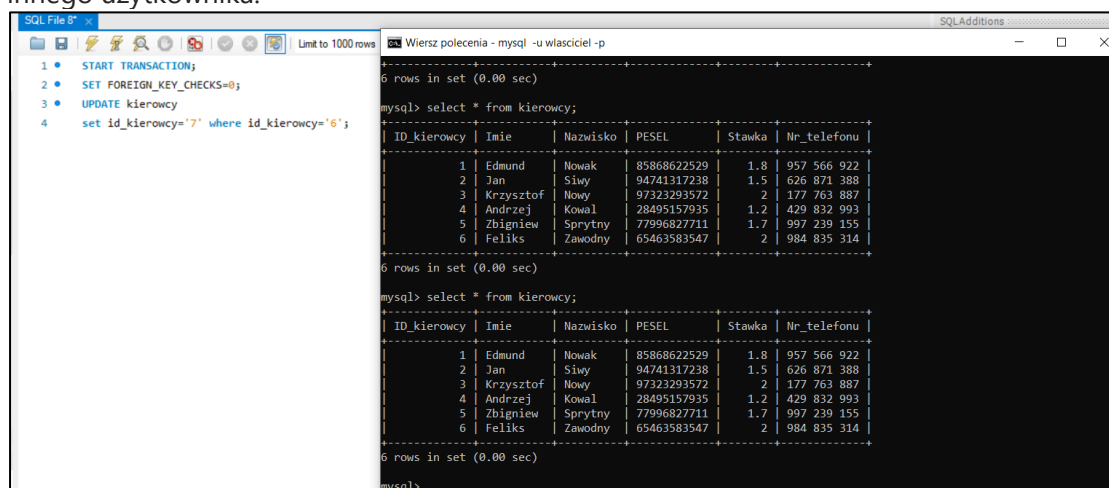 innego użytkownika.
SQL File 8* ×
SQLAdditions
Limit to 1000 rows
1 START TRANSACTION;
2 SET FOREIGN_KEY_CHECKS=0;
3 UPDATE kierowcy
4 set id_kierowcy='7' where id_kierowcy='6';
Wiersz polecenia - mysql -u wlasciciel -p
+-------------+-----------+----------+-------------+--------+-------------+
6 rows in set (0.00 sec)
mysql> select * from kierowcy;
+-------------+-----------+----------+-------------+--------+-------------+
| ID_kierowcy | Imie | Nazwisko | PESEL | Stawka | Nr_telefonu |
+-------------+-----------+----------+-------------+--------+-------------+
| 1 | Edmund | Nowak | 85868622529 | 1.8 | 957 566 922 |
| 2 | Jan | Siwy | 94741317238 | 1.5 | 626 871 388 |
| 3 | Krzysztof | Nowy | 97323293572 | 2 | 177 763 887 |
| 4 | Andrzej | Kowal | 28495157935 | 1.2 | 429 832 993 |
| 5 | Zbigniew | Sprytny | 77996827711 | 1.7 | 997 239 155 |
| 6 | Feliks | Zawodny | 65463583547 | 2 | 984 835 314 |
+-------------+-----------+----------+-------------+--------+-------------+
6 rows in set (0.00 sec)
mysql> select * from kierowcy;
+-------------+-----------+----------+-------------+--------+-------------+
| ID_kierowcy | Imie | Nazwisko | PESEL | Stawka | Nr_telefonu |
+-------------+-----------+----------+-------------+--------+-------------+
| 1 | Edmund | Nowak | 85868622529 | 1.8 | 957 566 922 |
| 2 | Jan | Siwy | 94741317238 | 1.5 | 626 871 388 |
| 3 | Krzysztof | Nowy | 97323293572 | 2 | 177 763 887 |
| 4 | Andrzej | Kowal | 28495157935 | 1.2 | 429 832 993 |
| 5 | Zbigniew | Sprytny | 77996827711 | 1.7 | 997 239 155 |
| 6 | Feliks | Zawodny | 65463583547 | 2 | 984 835 314 |
+-------------+-----------+----------+-------------+--------+-------------+
6 rows in set (0.00 sec)
mysql>